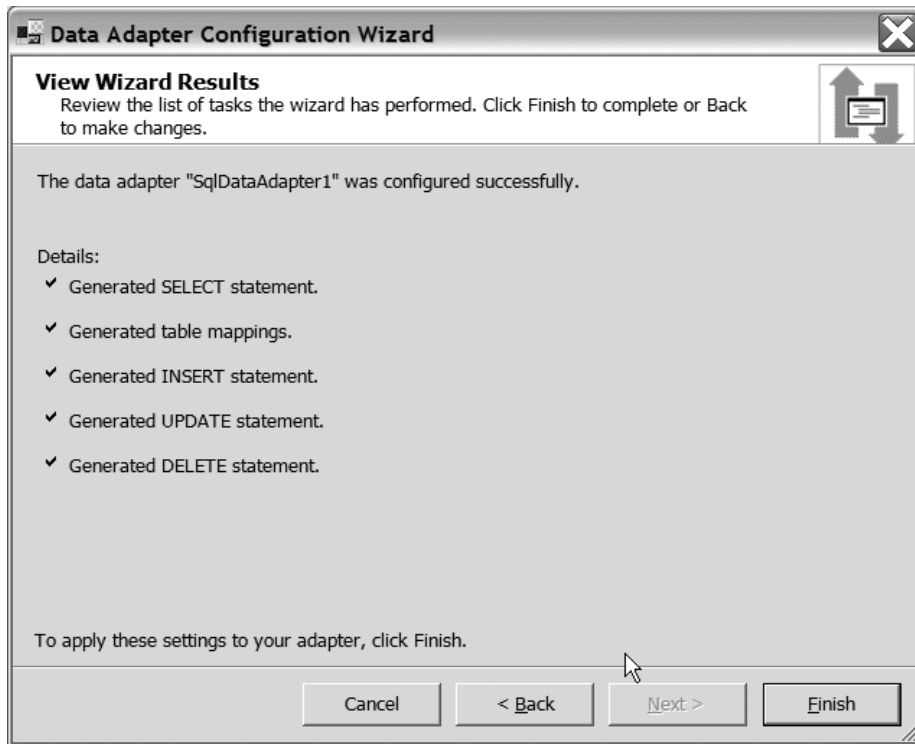 Data Adapter Configuration Wizard
View Wizard Results
Review the list of tasks the wizard has performed. Click Finish to complete or Back
to make changes.
The data adapter "SqlDataAdapter1" was configured successfully.
Details:
Generated SELECT statement.
Generated table mappings.
Generated INSERT statement.
Generated UPDATE statement.
Generated DELETE statement.
To apply these settings to your adapter, click Finish.
Cancel < Back Next > Finish